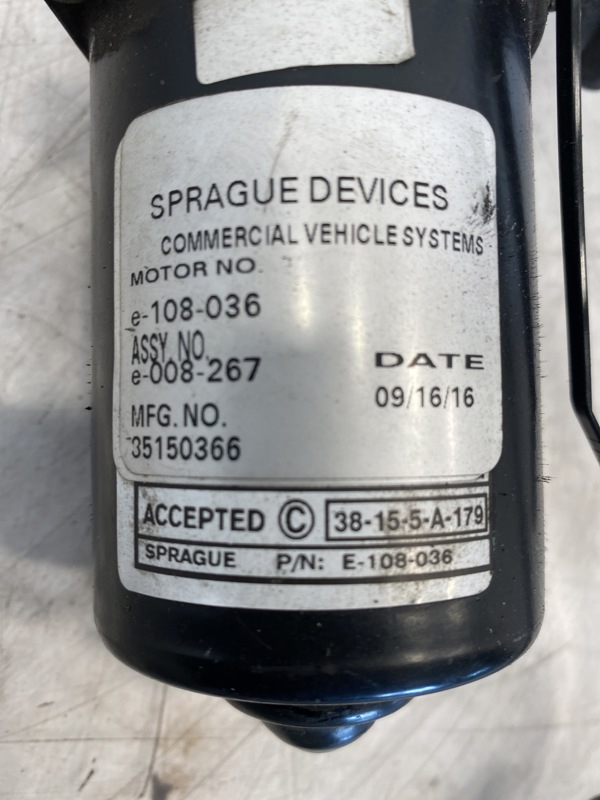 SPRAGUE DEVICES
COMMERCIAL VEHICLE SYSTEMS
MOTOR NO.
e-108-036
ASSY. NO.
e-008-267
DATE
09/16/16
MFG. NO.
35150366
ACCEPTED © 38-15-5-A-179
SPRAGUE P/N: E-108-036